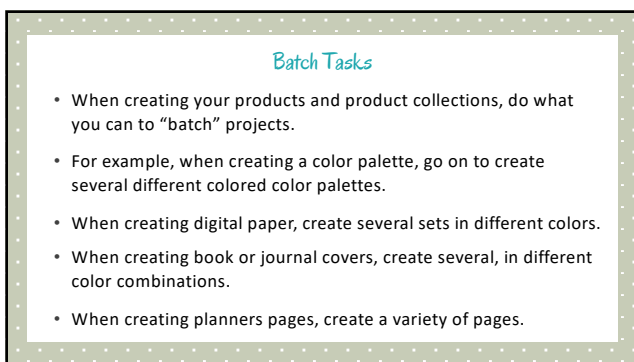 Batch Tasks
• When creating your products and product collections, do what
you can to “batch” projects.
• For example, when creating a color palette, go on to create
several different colored color palettes.
• When creating digital paper, create several sets in different colors.
• When creating book or journal covers, create several, in different
color combinations.
• When creating planners pages, create a variety of pages.